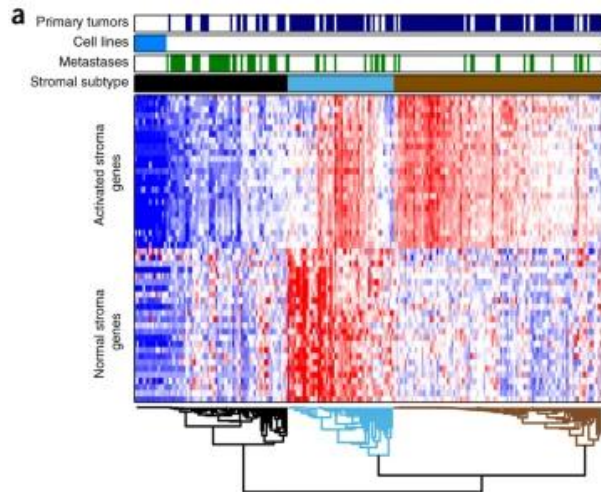 a
Primary tumors
Cell lines
Metastases
Stromal subtype
Activated stroma
genes
Normal stroma
genes